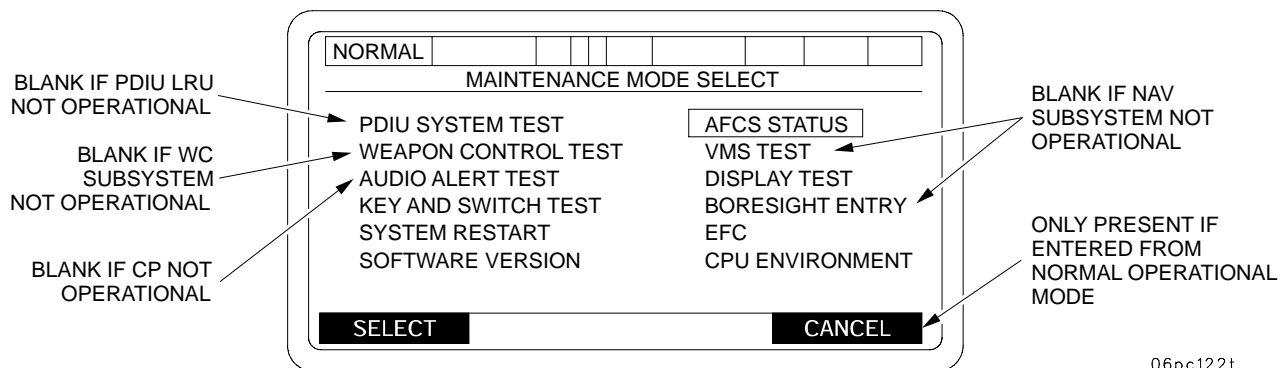 NORMAL
MAINTENANCE MODE SELECT
BLANK IF PDIU LRU
NOT OPERATIONAL
BLANK IF WC
SUBSYSTEM
NOT OPERATIONAL
BLANK IF CP NOT
OPERATIONAL
PDIU SYSTEM TEST
WEAPON CONTROL TEST
AUDIO ALERT TEST
KEY AND SWITCH TEST
SYSTEM RESTART
SOFTWARE VERSION
AFCS STATUS
VMS TEST
DISPLAY TEST
BORESIGHT ENTRY
EFC
CPU ENVIRONMENT
BLANK IF NAV
SUBSYSTEM NOT
OPERATIONAL
ONLY PRESENT IF
ENTERED FROM
NORMAL OPERATIONAL
MODE
SELECT
CANCEL
06pc122t